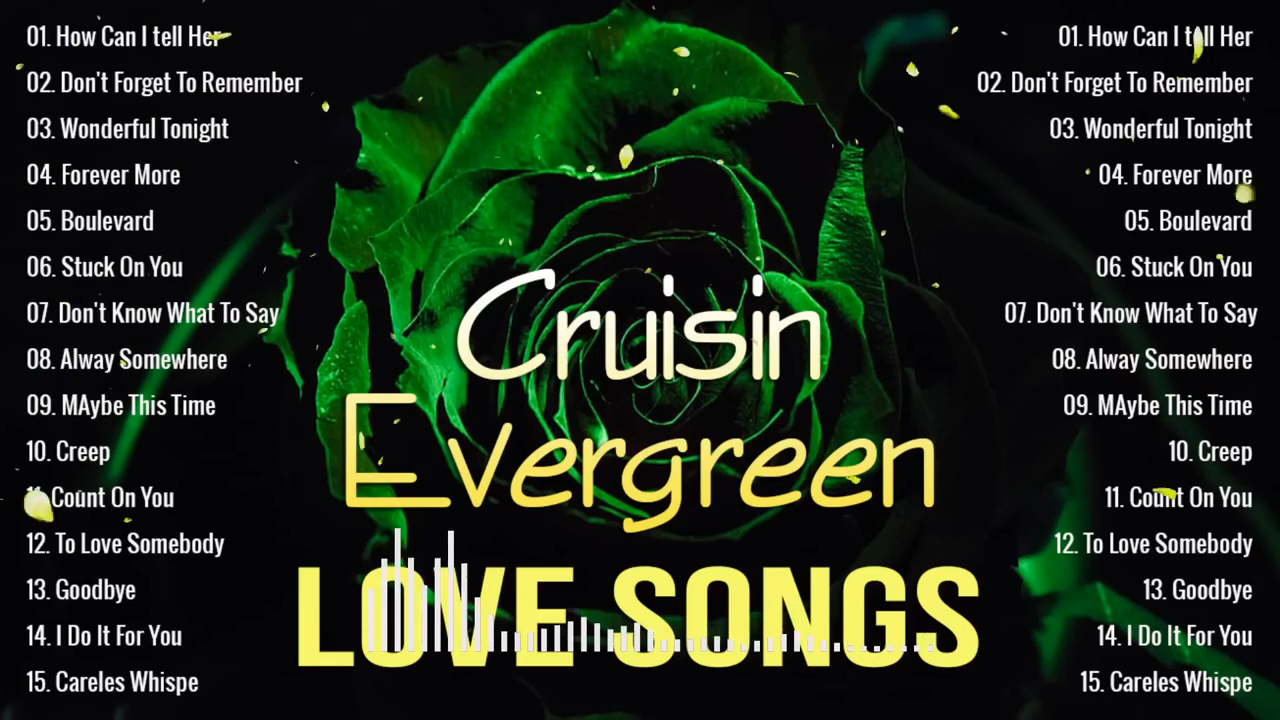 01. How Can I tell Her
02. Don't Forget To Remember
03. Wonderful Tonight
04. Forever More
05. Boulevard
06. Stuck On You
07. Don't Know What To Say
08. Alway Somewhere
09. MAybe This Time
10. Creep
11. Count On You
12. To Love Somebody
13. Goodbye
14. I Do It For You
15. Careles Whispe
Cruisin
Evergreen
LOVE SONGS
01. How Can I tell Her
02. Don't Forget To Remember
03. Wonderful Tonight
04. Forever More
05. Boulevard
06. Stuck On You
07. Don't Know What To Say
08. Alway Somewhere
09. MAybe This Time
10. Creep
11. Count On You
12. To Love Somebody
13. Goodbye
14. I Do It For You
15. Careles Whispe